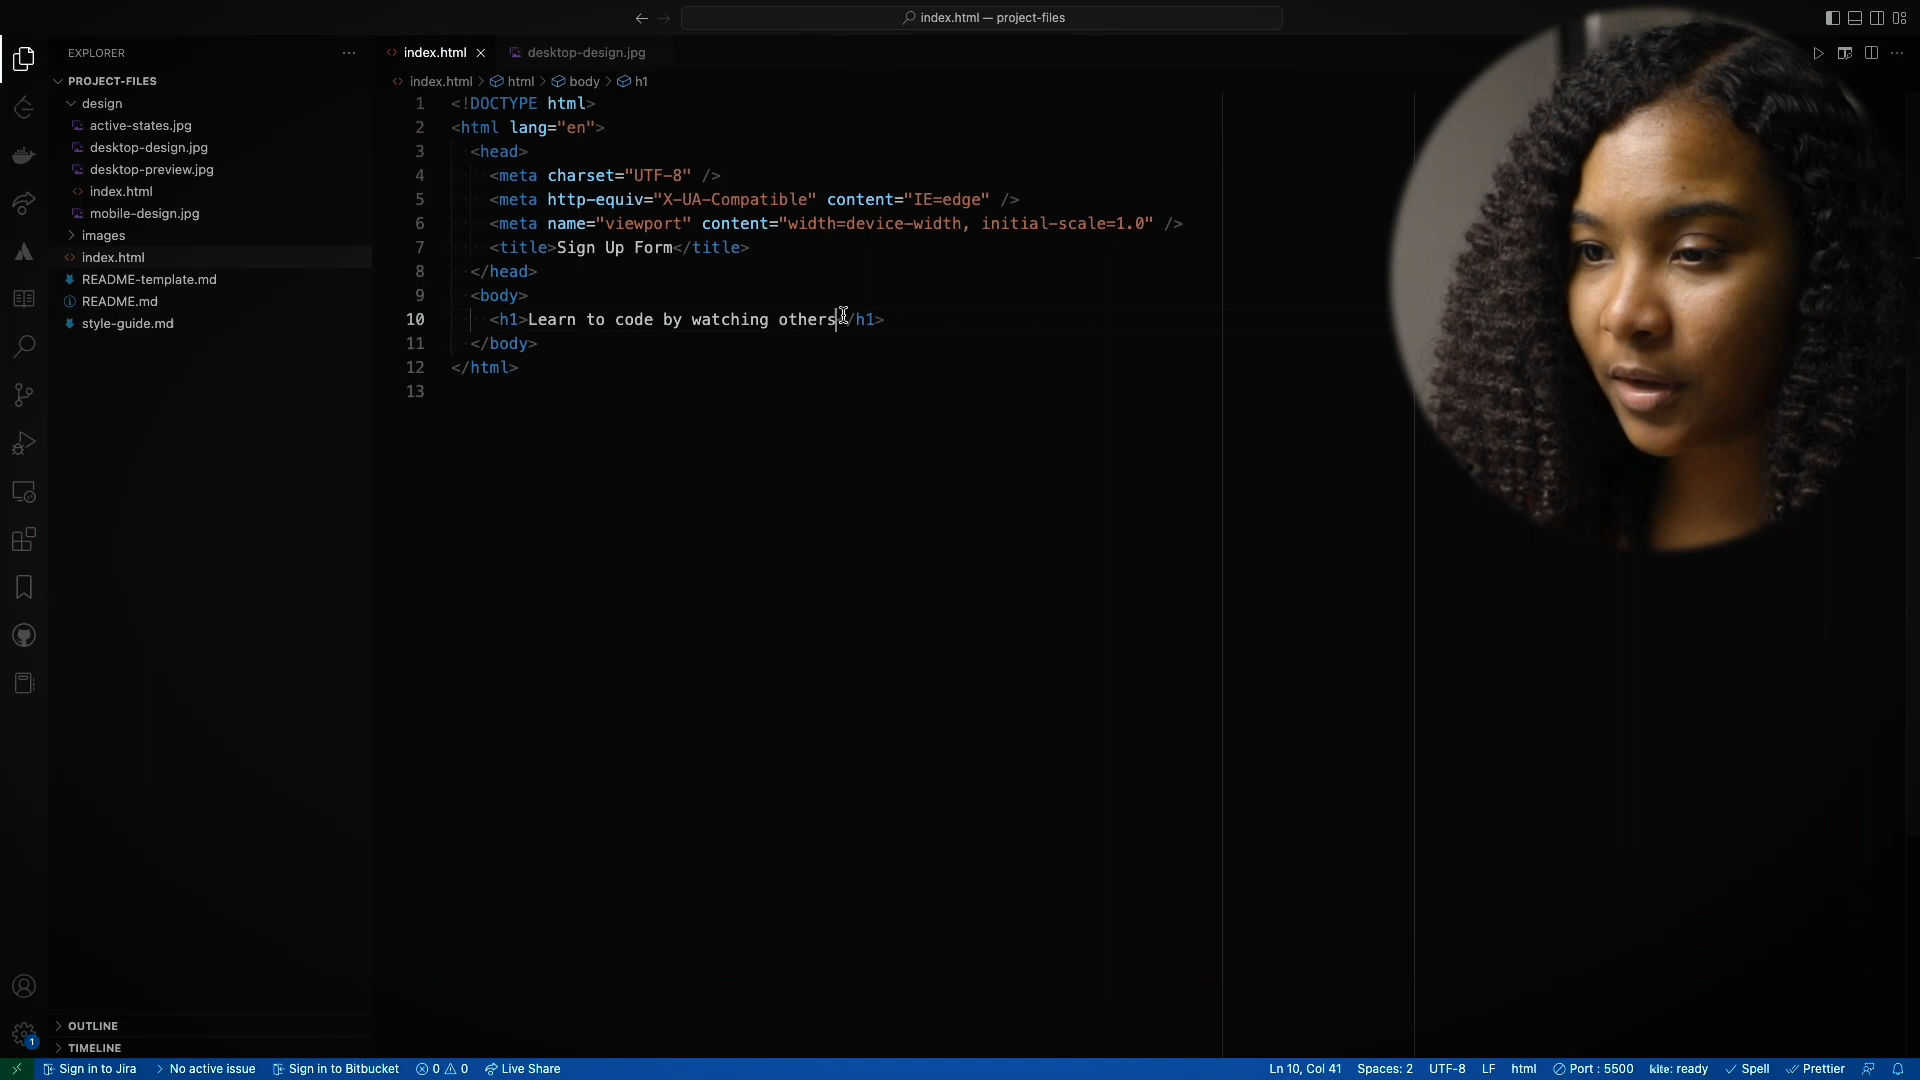 index.html — project-files
EXPLORER
PROJECT-FILES
design
active-states.jpg
desktop-design.jpg
desktop-preview.jpg
index.html
mobile-design.jpg
images
index.html
README-template.md
README.md
style-guide.md
OUTLINE
TIMELINE
index.html
desktop-design.jpg
index.html > html > body > h1
1 <!DOCTYPE html>
2 <html lang="en">
3 <head>
4 <meta charset="UTF-8" />
5 <meta http-equiv="X-UA-Compatible" content="IE=edge" />
6 <meta name="viewport" content="width=device-width, initial-scale=1.0" />
7 <title>Sign Up Form</title>
8 </head>
9 <body>
10 <h1>Learn to code by watching others</h1>
11 </body>
12 </html>
13
1
Sign in to Jira No active issue Sign in to Bitbucket 0 0 Live Share Ln 10, Col 41 Spaces: 2 UTF-8 LF html Port : 5500 kite: ready Spell Prettier